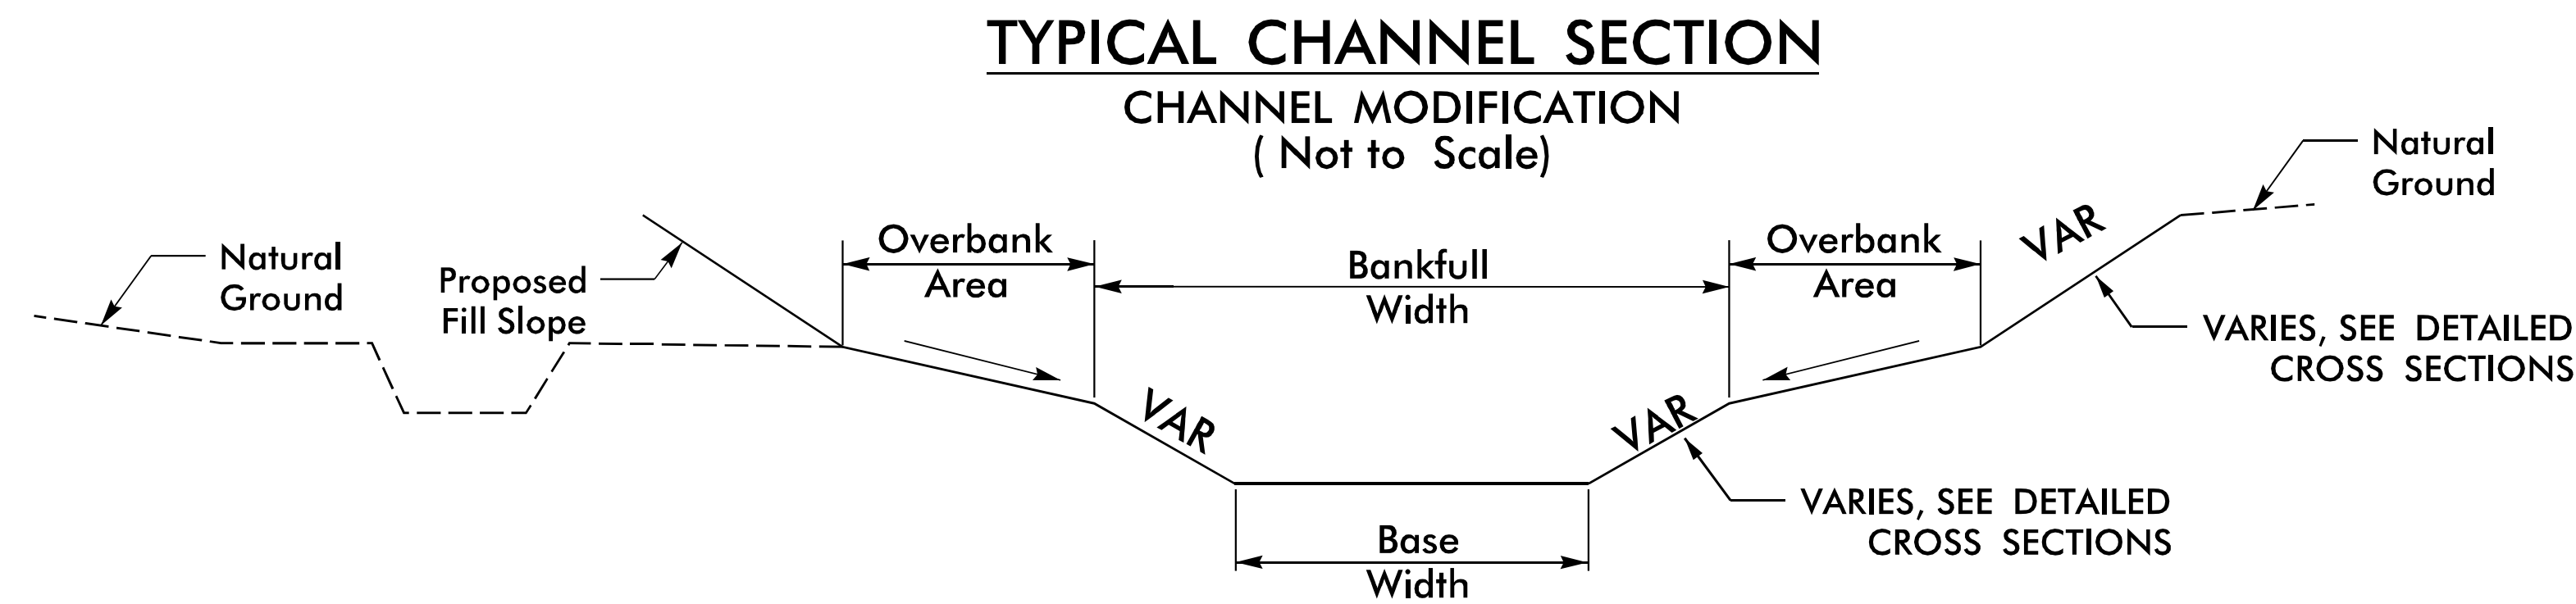 TYPICAL CHANNEL SECTION
CHANNEL MODIFICATION
( Not to Scale)
Natural
Ground
Natural
Ground
Proposed
Fill Slope
Overbank
Area
Bankfull
Width
Overbank
Area
VAR
VARIES, SEE DETAILED
CROSS SECTIONS
VAR
VAR
VARIES, SEE DETAILED
CROSS SECTIONS
Base
Width